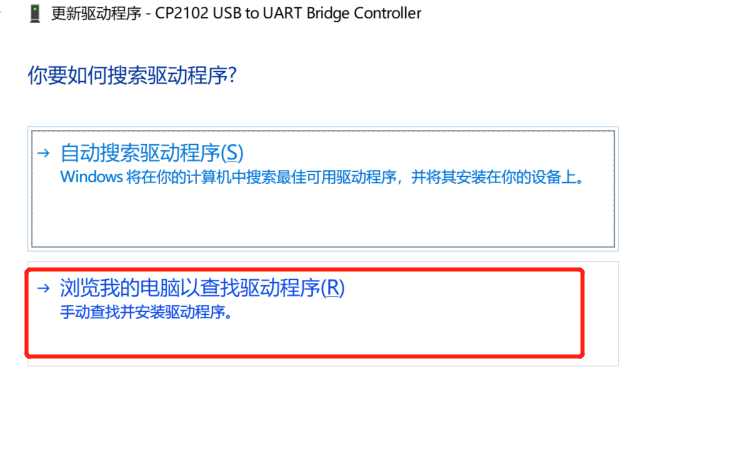 更新驱动程序 - CP2102 USB to UART Bridge Controller
你要如何搜索驱动程序?
→ 自动搜索驱动程序(S)
Windows 将在你的计算机中搜索最佳可用驱动程序，并将其安装在你的设备上。
→ 浏览我的电脑以查找驱动程序(R)
手动查找并安装驱动程序。